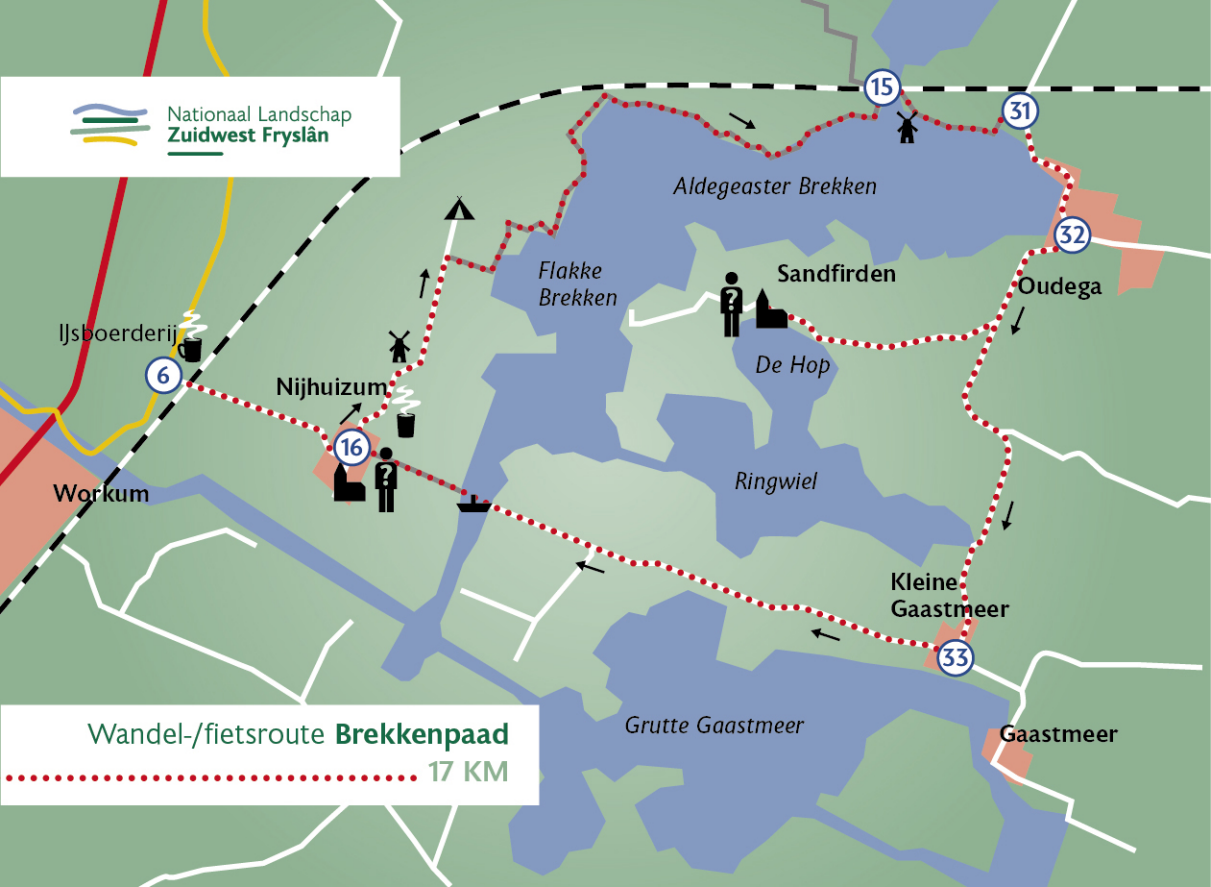 15
31
Nationaal Landschap
Zuidwest Fryslân
Aldegeaster Brekken
32
Flakke
Brekken
Sandfirden
Oudega
IJsboerderij
De Hop
6
Nijhuizum
16
Ringwiel
Workum
Kleine
Gaastmeer
33
Grutte Gaastmeer
Gaastmeer
Wandel-/fietsroute Brekkenpaad
17 KM
?
?